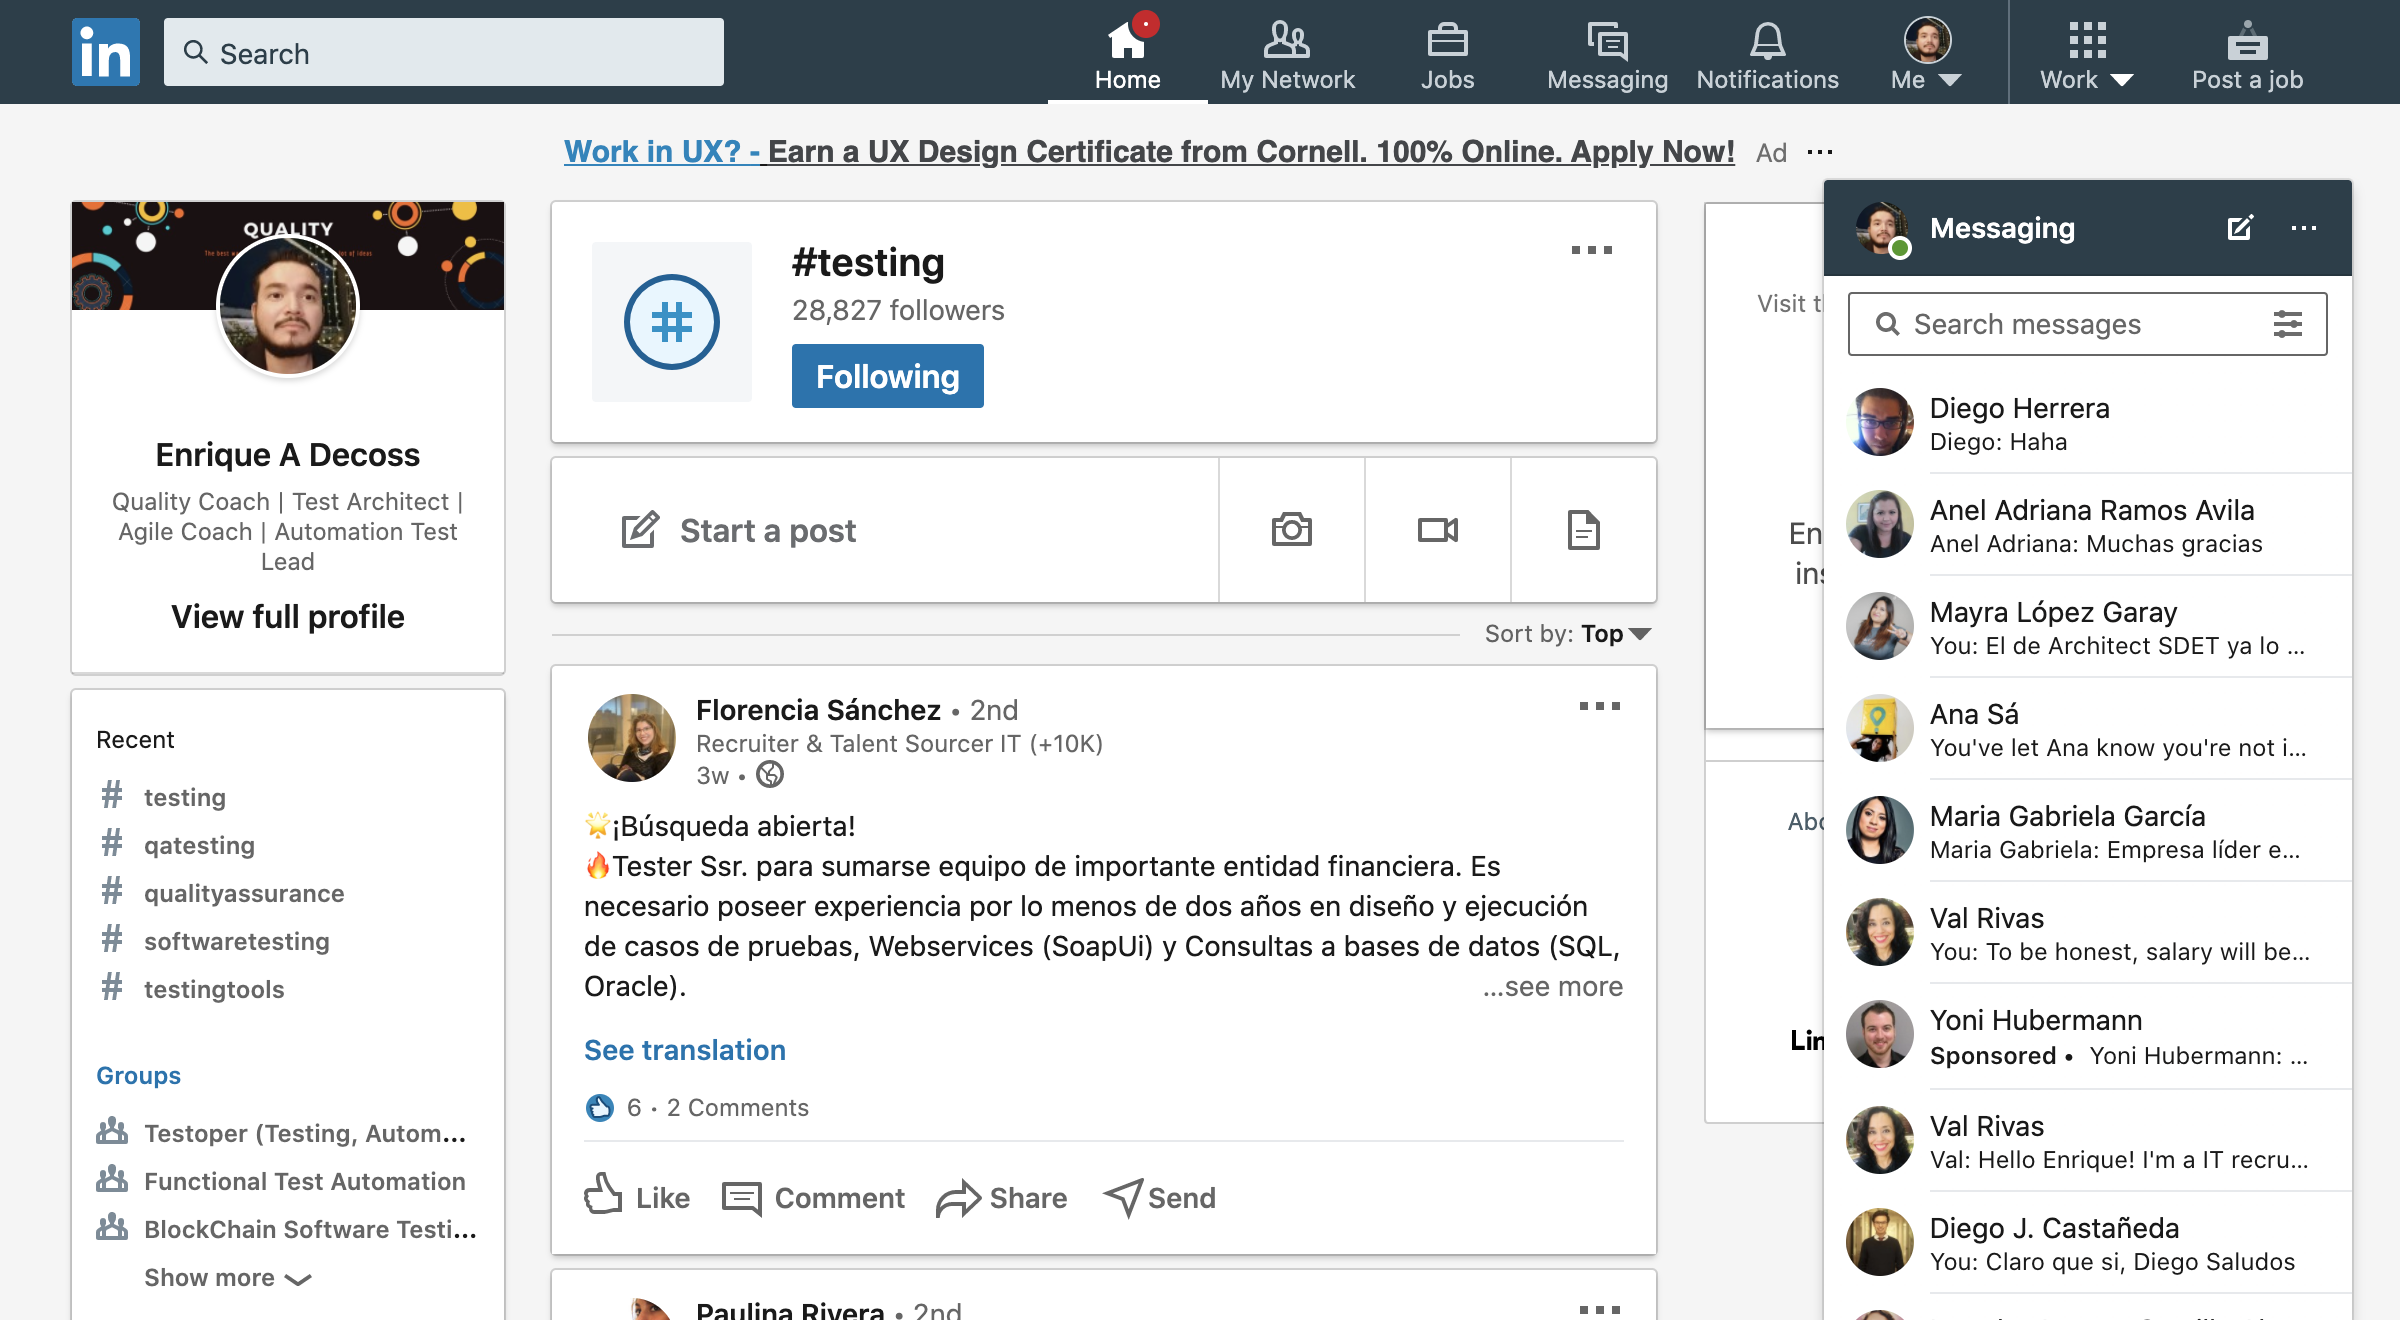 in
Search
Home
My Network
Jobs
Messaging
Notifications
Me
Work
Post a job
Work in UX? - Earn a UX Design Certificate from Cornell. 100% Online. Apply Now! Ad ...
QUALITY
Enrique A Decoss
Quality Coach | Test Architect |
Agile Coach | Automation Test
Lead
View full profile
Recent
# testing
# qatesting
# qualityassurance
# softwaretesting
# testingtools
Groups
Testoper (Testing, Autom...
Functional Test Automation
BlockChain Software Testi...
Show more
#
#testing
28,827 followers
Following
Start a post
Sort by: Top
Florencia Sánchez • 2nd
Recruiter & Talent Sourcer IT (+10K)
3w •
🌟¡Búsqueda abierta!
🔥Tester Ssr. para sumarse equipo de importante entidad financiera. Es
necesario poseer experiencia por lo menos de dos años en diseño y ejecución
de casos de pruebas, Webservices (SoapUi) y Consultas a bases de datos (SQL,
Oracle). ...see more
See translation
6 • 2 Comments
Like
Comment
Share
Send
Paulina Rivera • 2nd
Visit
Messaging
Search messages
Diego Herrera
Diego: Haha
Anel Adriana Ramos Avila
Anel Adriana: Muchas gracias
Mayra López Garay
You: El de Architect SDET ya lo ...
Ana Sá
You've let Ana know you're not i...
Maria Gabriela García
Maria Gabriela: Empresa líder e...
Val Rivas
You: To be honest, salary will be...
Yoni Hubermann
Sponsored • Yoni Hubermann: ...
Val Rivas
Val: Hello Enrique! I'm a IT recru...
Diego J. Castañeda
You: Claro que si, Diego Saludos